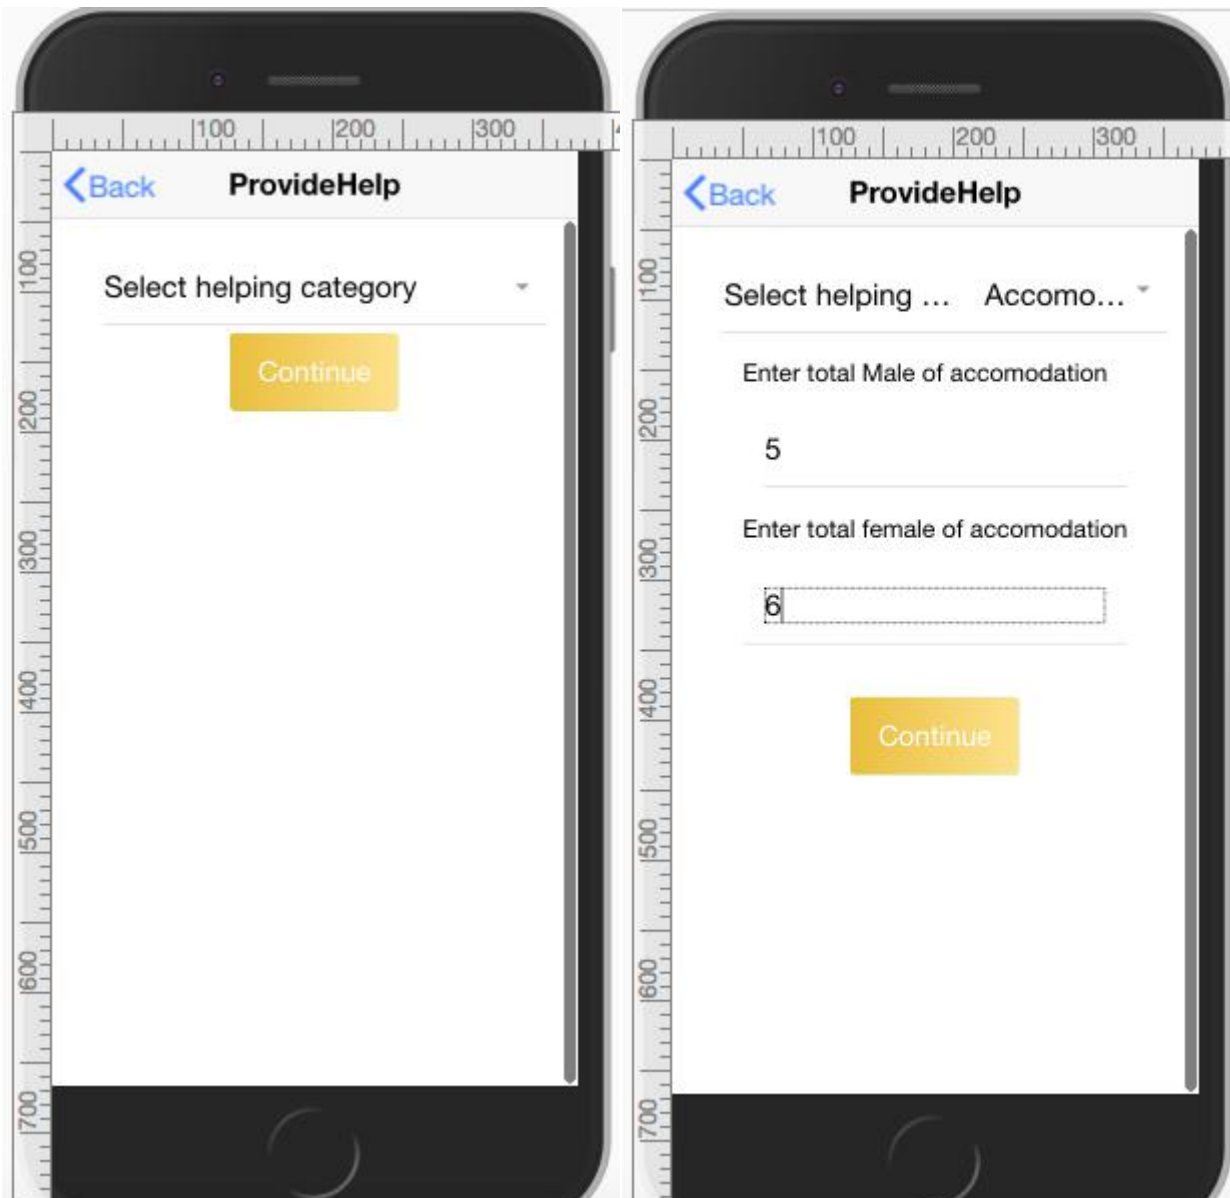 100 200 300
Back ProvideHelp
Select helping category
Continue
100
200
300
400
500
600
700
100 200 300
Back ProvideHelp
Select helping ... Accomo...
Enter total Male of accomodation
5
Enter total female of accomodation
6
Continue
100
200
300
400
500
600
700